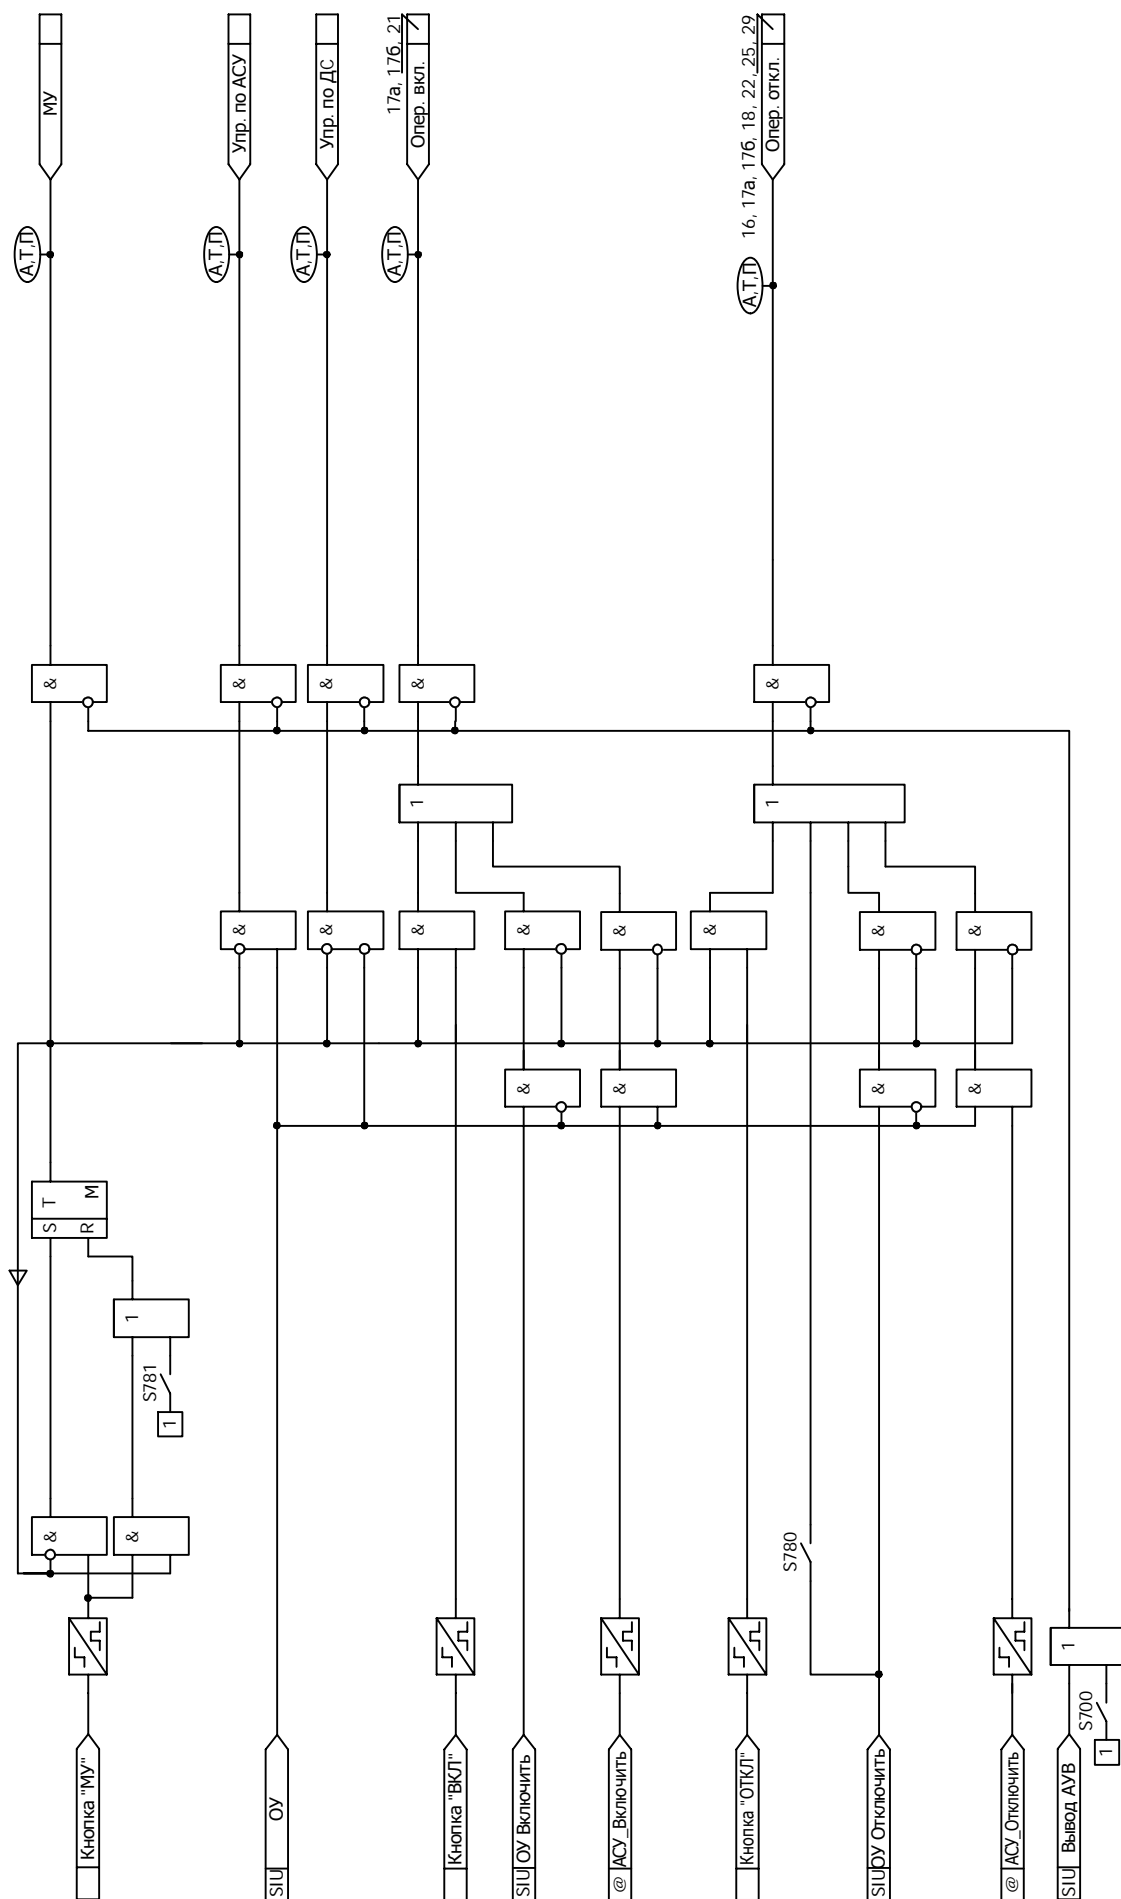 Кнопка "МУ"
SIU ОУ
Кнопка "ВКЛ"
SIU ОУ Включить
@ АСУ_Включить
Кнопка "ОТКЛ"
SIU ОУ Отключить
@ АСУ_Отключить
SIU Вывод АУВ
&
&
1
S781
1
S T
R M
S780
1
S700
1
&
&
&
&
&
&
&
&
&
&
&
&
1
1
&
&
&
&
&
А,Т,П
А,Т,П
А,Т,П
А,Т,П
А,Т,П
МУ
Упр. по АСУ
Упр. по ДС
17а, 17б, 21
Опер. вкл.
16, 17а, 17б, 18, 22, 25, 29
Опер. откл.